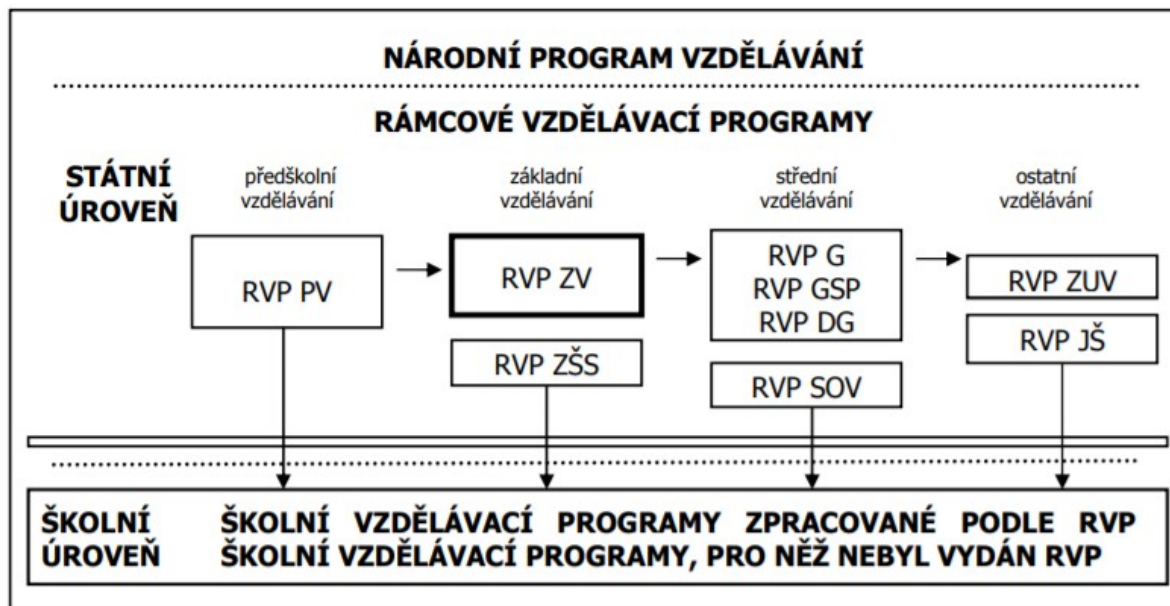 NÁRODNÍ PROGRAM VZDĚLÁVÁNÍ
RÁMCOVÉ VZDĚLÁVACÍ PROGRAMY
STÁTNÍ
ÚROVEŇ
předškolní
vzdělávání
základní
vzdělávání
střední
vzdělávání
ostatní
vzdělávání
RVP PV
RVP ZV
RVP ZŠS
RVP G
RVP GSP
RVP DG
RVP SOV
RVP ZUV
RVP JŠ
ŠKOLNÍ ŠKOLNÍ VZDĚLÁVACÍ PROGRAMY ZPRACOVANÉ PODLE RVP
ÚROVEŇ ŠKOLNÍ VZDĚLÁVACÍ PROGRAMY, PRO NĚŽ NEBYL VYDÁN RVP